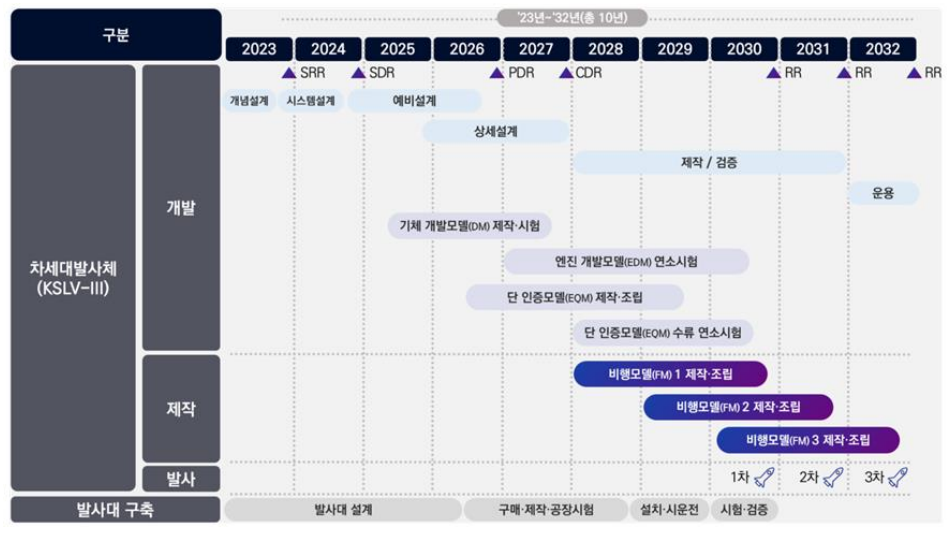 구분
'23년~'32년(총 10년)
2023 2024 2025 2026 2027 2028 2029 2030 2031 2032
차세대발사체
(KSLV-III)
개발
SRR SDR PDR CDR RR RR RR
개념설계 시스템설계 예비설계
상세설계
제작 / 검증
운용
기체 개발모델(DM) 제작·시험
엔진 개발모델(EDM) 연소시험
단 인증모델(EQM) 제작·조립
단 인증모델(EQM) 수류 연소시험
제작
비행모델(FM) 1 제작·조립
비행모델(FM) 2 제작·조립
비행모델(FM) 3 제작·조립
발사
1차 2차 3차
발사대 구축
발사대 설계 구매·제작·공장시험 설치·시운전 시험·검증